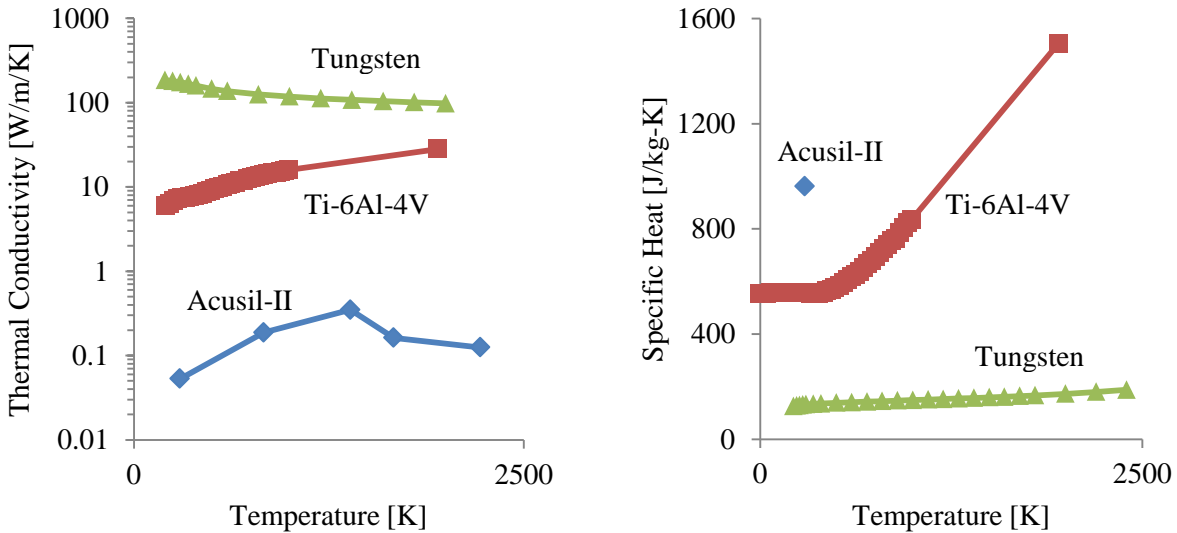 Thermal Conductivity [W/m/K]
1000
100
10
1
0.1
0.01
Tungsten
Ti-6Al-4V
Acusil-II
0
2500
Temperature [K]
Specific Heat [J/kg-K]
1600
1200
800
400
0
Acusil-II
Ti-6Al-4V
Tungsten
0
2500
Temperature [K]